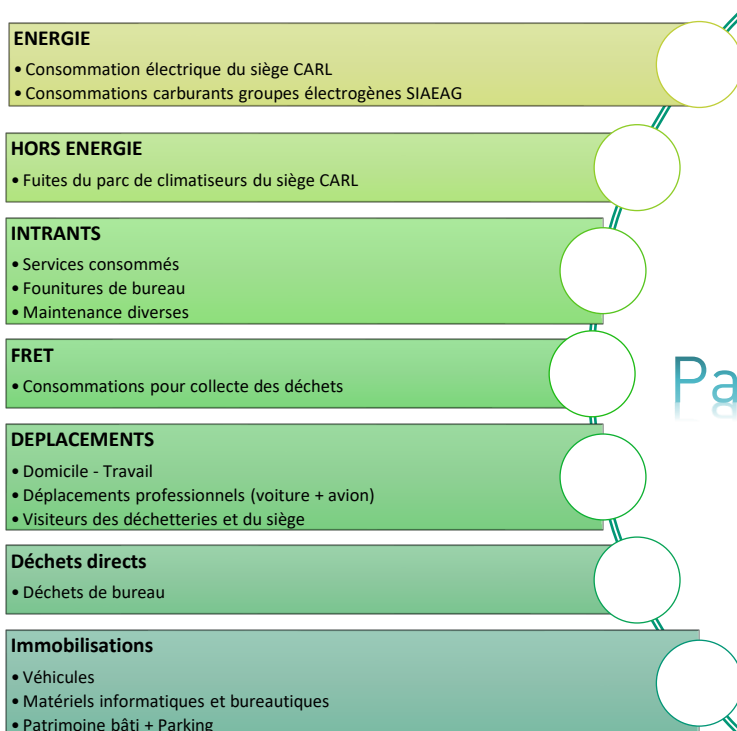 ENERGIE
• Consommation électrique du siège CARL
• Consommations carburants groupes électrogènes SIAEAG
HORS ENERGIE
• Fuites du parc de climatiseurs du siège CARL
INTRANTS
• Services consommés
• Founitures de bureau
• Maintenance diverses
FRET
• Consommations pour collecte des déchets
Pa
DEPLACEMENTS
• Domicile - Travail
• Déplacements professionnels (voiture + avion)
• Visiteurs des déchetteries et du siège
Déchets directs
• Déchets de bureau
Immobilisations
• Véhicules
• Matériels informatiques et bureautiques
• Patrimoine bâti + Parking